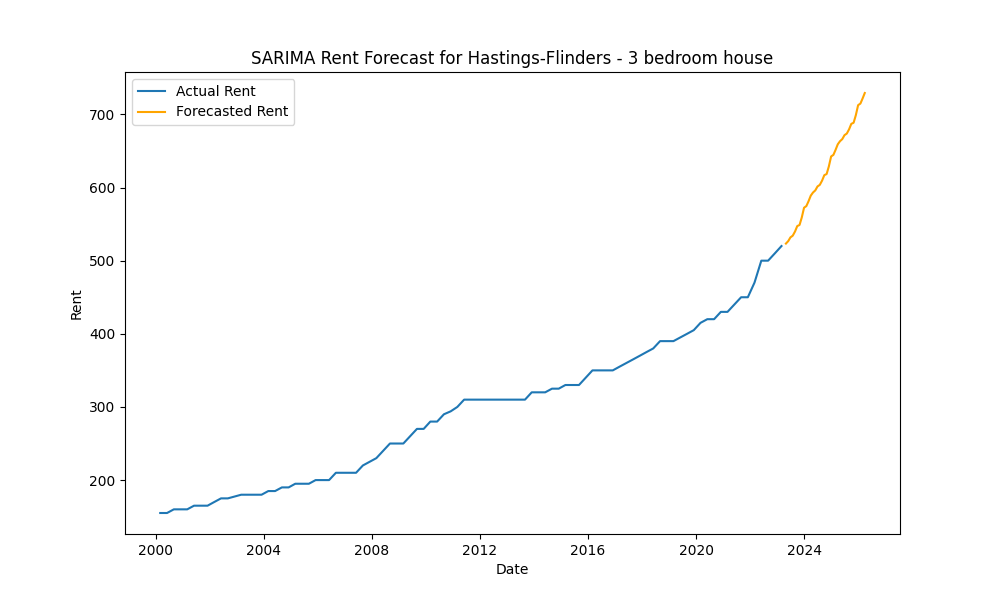 SARIMA Rent Forecast for Hastings-Flinders - 3 bedroom house
Actual Rent
Forecasted Rent
700
600
500
400
300
200
Rent
2000 2004 2008 2012 2016 2020 2024
Date